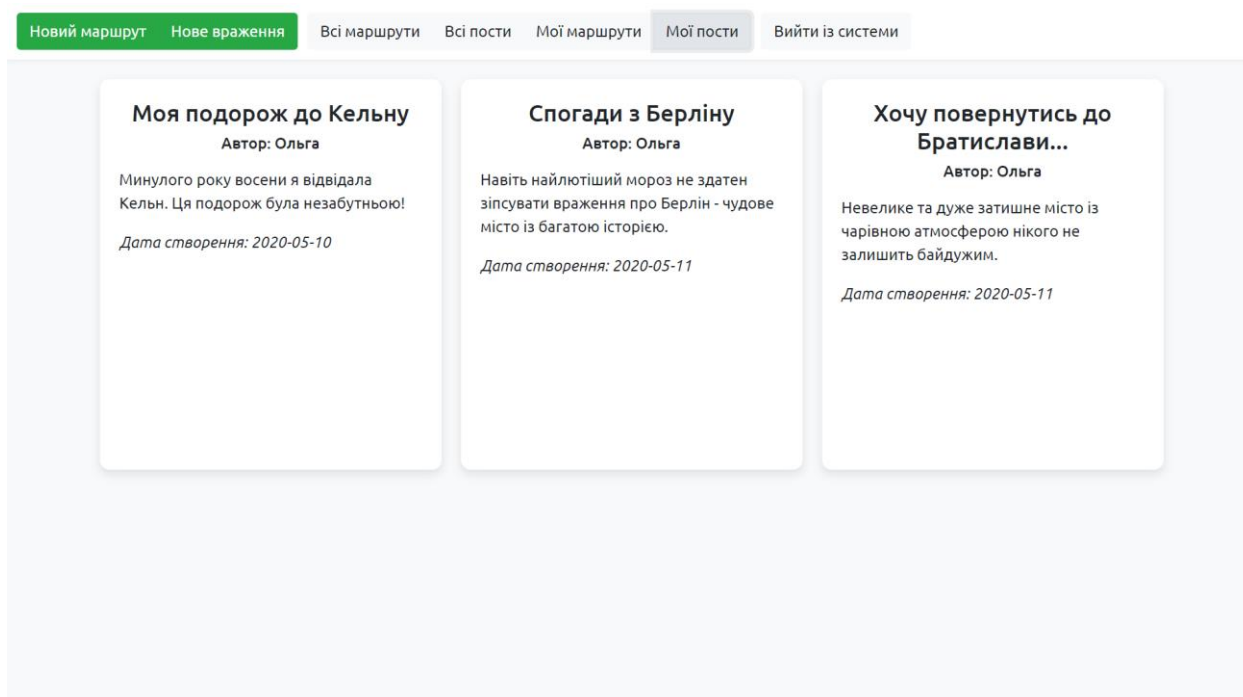 Новий маршрут Нове враження Всі маршрути Всі пости Мої маршрути Мої пости Вийти із системи
Моя подорож до Кельну
Автор: Ольга
Минулого року восени я відвідала
Кельн. Ця подорож була незабутньою!
Дата створення: 2020-05-10
Спогади з Берліну
Автор: Ольга
Навіть найлютіший мороз не здатен
зіпсувати враження про Берлін - чудове
місто із багатою історією.
Дата створення: 2020-05-11
Хочу повернутись до
Братислави...
Автор: Ольга
Невелике та дуже затишне місто із
чарівною атмосферою нікого не
залишить байдужим.
Дата створення: 2020-05-11